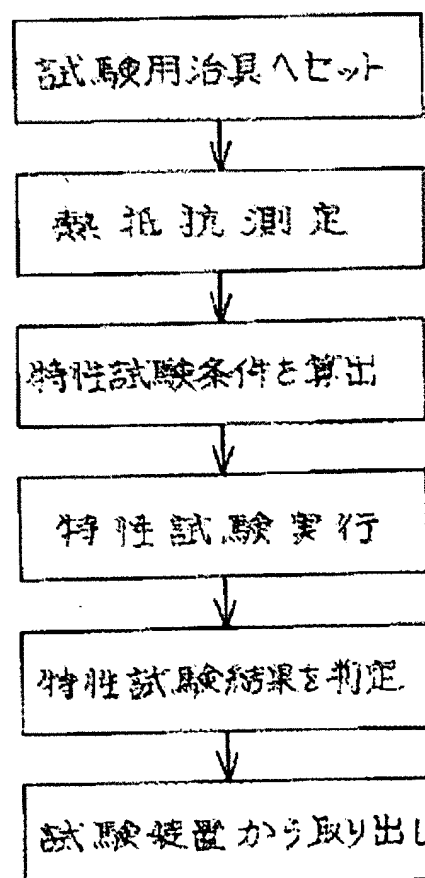 試験用治具へセット
熱抵抗測定
特性試験条件を算出
特性試験実行
特性試験結果を判定
試験装置から取り出し